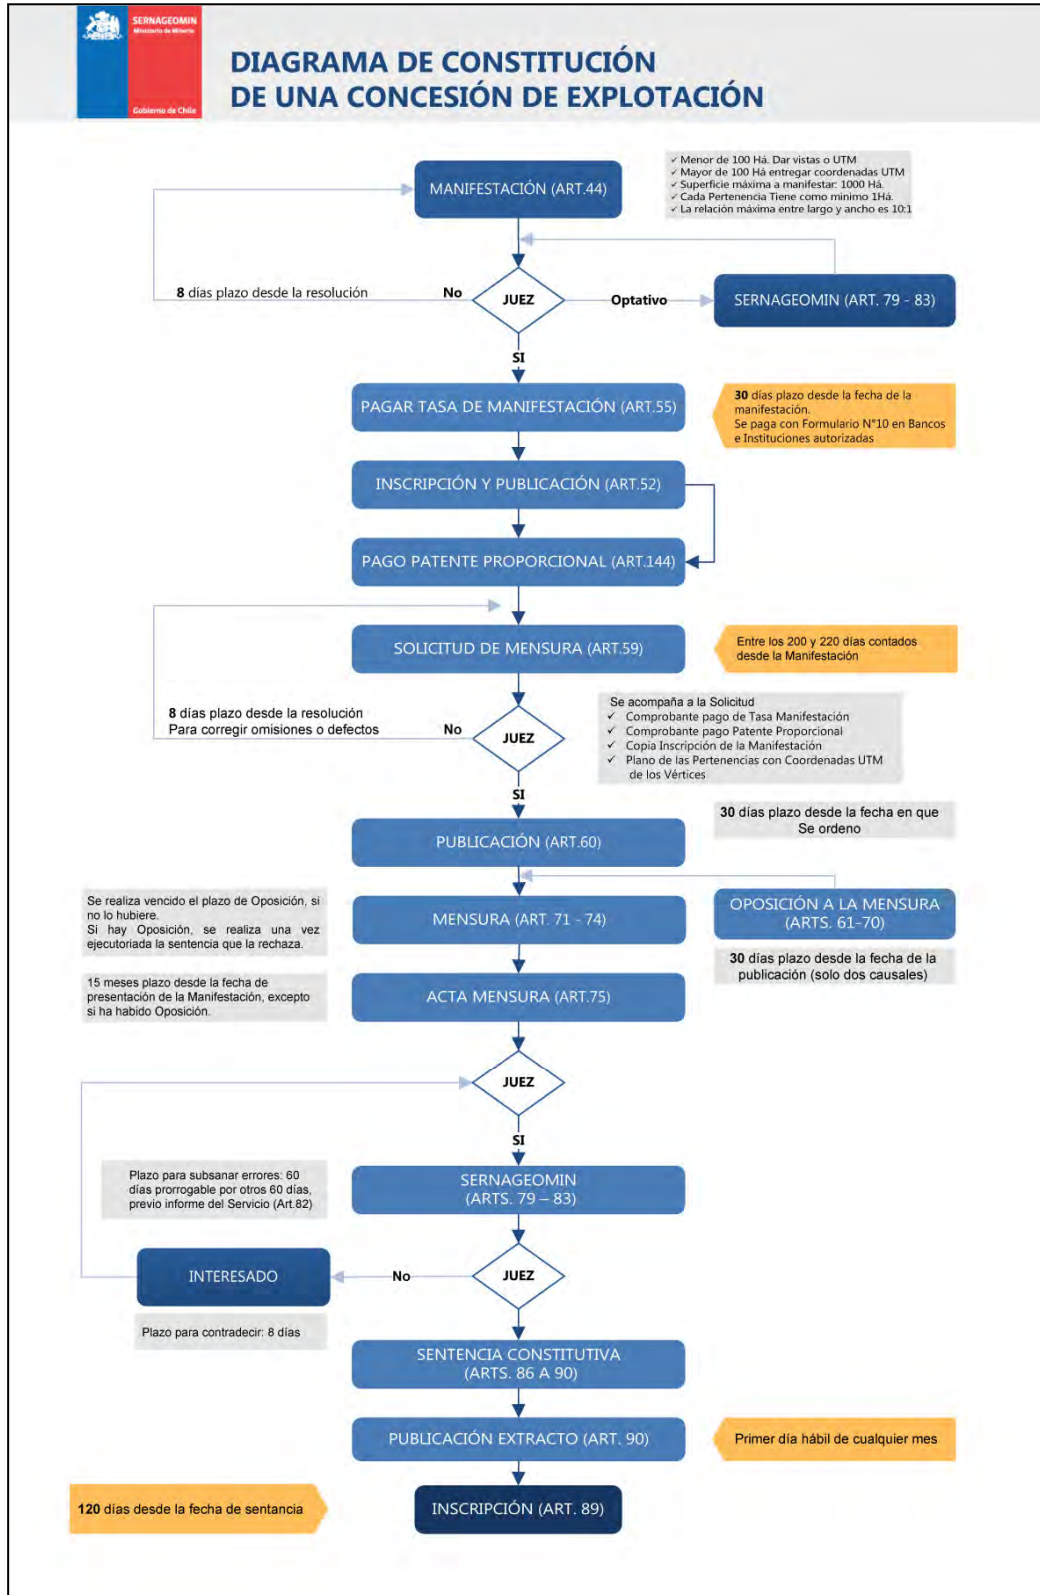 SERNAGEOMIN
Ministerio de Minería
Gobierno de Chile
DIAGRAMA DE CONSTITUCIÓN
DE UNA CONCESIÓN DE EXPLOTACIÓN
MANIFESTACIÓN (ART.44)
✓ Menor de 100 Há. Dar vistas o UTM
✓ Mayor de 100 Há entregar coordenadas UTM
✓ Superficie máxima a manifestar: 1000 Há.
✓ Cada Pertenencia Tiene como minimo 1Há.
✓ La relación máxima entre largo y ancho es 10:1
8 días plazo desde la resolución
No
JUEZ
Optativo
SERNAGEOMIN (ART. 79 - 83)
SI
PAGAR TASA DE MANIFESTACIÓN (ART.55)
30 días plazo desde la fecha de la
manifestación.
Se paga con Formulario N°10 en Bancos
e Instituciones autorizadas
INSCRIPCIÓN Y PUBLICACIÓN (ART.52)
PAGO PATENTE PROPORCIONAL (ART.144)
SOLICITUD DE MENSURA (ART.59)
Entre los 200 y 220 días contados
desde la Manifestación
8 días plazo desde la resolución
Para corregir omisiones o defectos
No
JUEZ
Se acompaña a la Solicitud
✓ Comprobante pago de Tasa Manifestación
✓ Comprobante pago Patente Proporcional
✓ Copia Inscripción de la Manifestación
✓ Plano de las Pertenencias con Coordenadas UTM
de los Vértices
SI
PUBLICACIÓN (ART.60)
30 días plazo desde la fecha en que
Se ordeno
Se realiza vencido el plazo de Oposición, si
no lo hubiere.
Si hay Oposición, se realiza una vez
ejecutoriada la sentencia que la rechaza.
MENSURA (ART. 71 - 74)
OPOSICIÓN A LA MENSURA
(ARTS. 61-70)
30 días plazo desde la fecha de la
publicación (solo dos causales)
15 meses plazo desde la fecha de
presentación de la Manifestación, excepto
si ha habido Oposición.
ACTA MENSURA (ART.75)
JUEZ
SI
Plazo para subsanar errores: 60
días prorrogable por otros 60 días,
previo informe del Servicio (Art.82)
SERNAGEOMIN
(ARTS. 79 – 83)
INTERESADO
No
JUEZ
Plazo para contradecir: 8 días
SENTENCIA CONSTITUTIVA
(ARTS. 86 A 90)
PUBLICACIÓN EXTRACTO (ART. 90)
Primer día hábil de cualquier mes
120 días desde la fecha de sentancia
INSCRIPCIÓN (ART. 89)